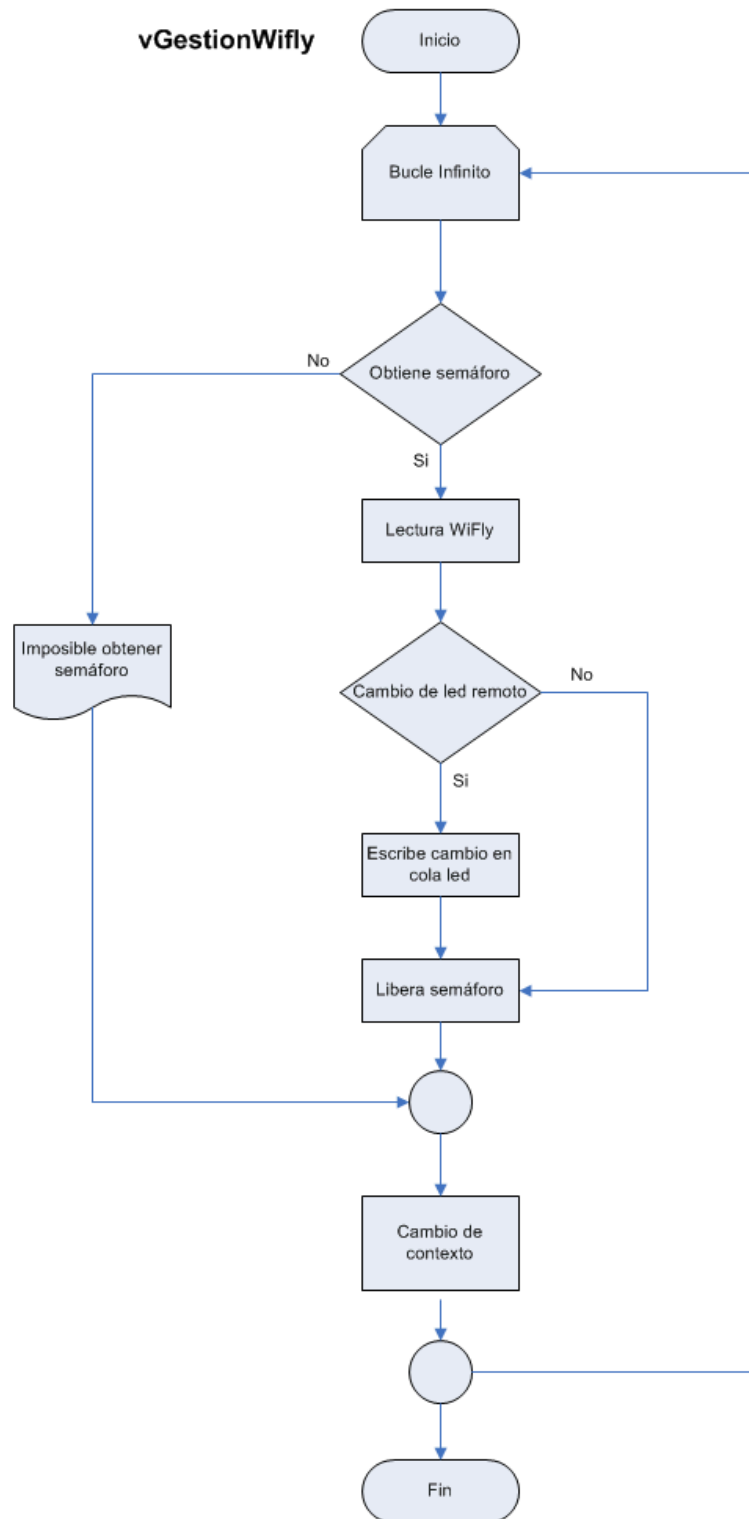 vGestionWifly
Inicio
Bucle Infinito
Obtiene semáforo
No
Si
Lectura WiFly
Imposible obtener
semáforo
Cambio de led remoto
No
Si
Escribe cambio en
cola led
Libera semáforo
Cambio de
contexto
Fin